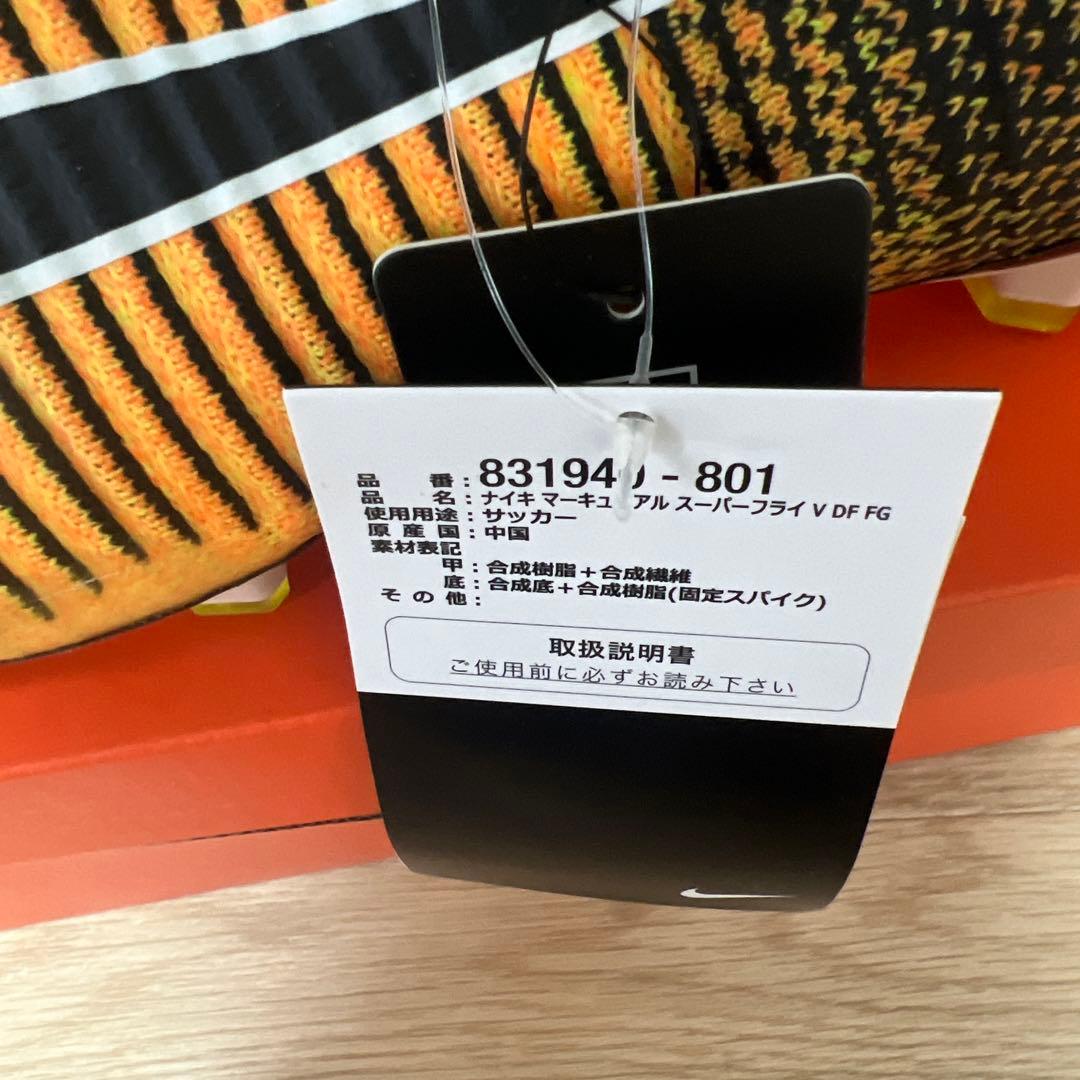 品番：831940-801
品名：ナイキ マーキュリアル スーパーフライ V DF FG
使用用途：サッカー
原産国：中国
素材表記
甲：合成樹脂＋合成繊維
底：合成底＋合成樹脂(固定スパイク)
その他：
取扱説明書
ご使用前に必ずお読み下さい